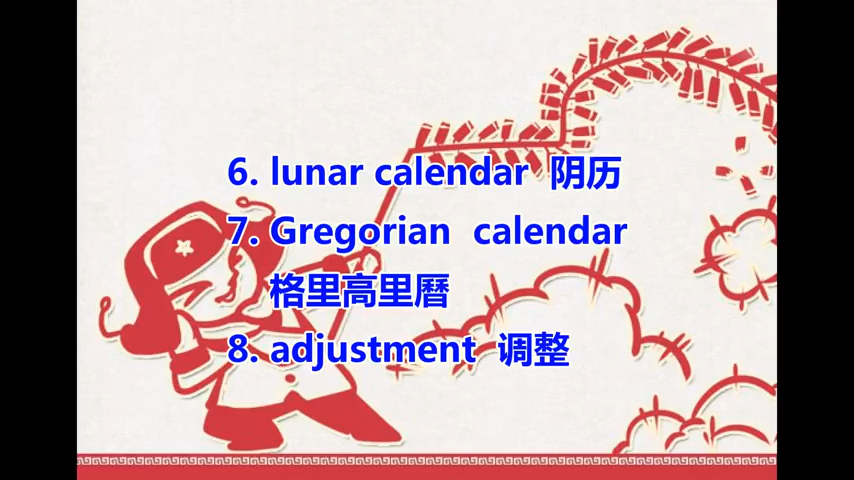 6. lunar calendar 阴历
7. Gregorian calendar
格里高里曆
8. adjustment 调整